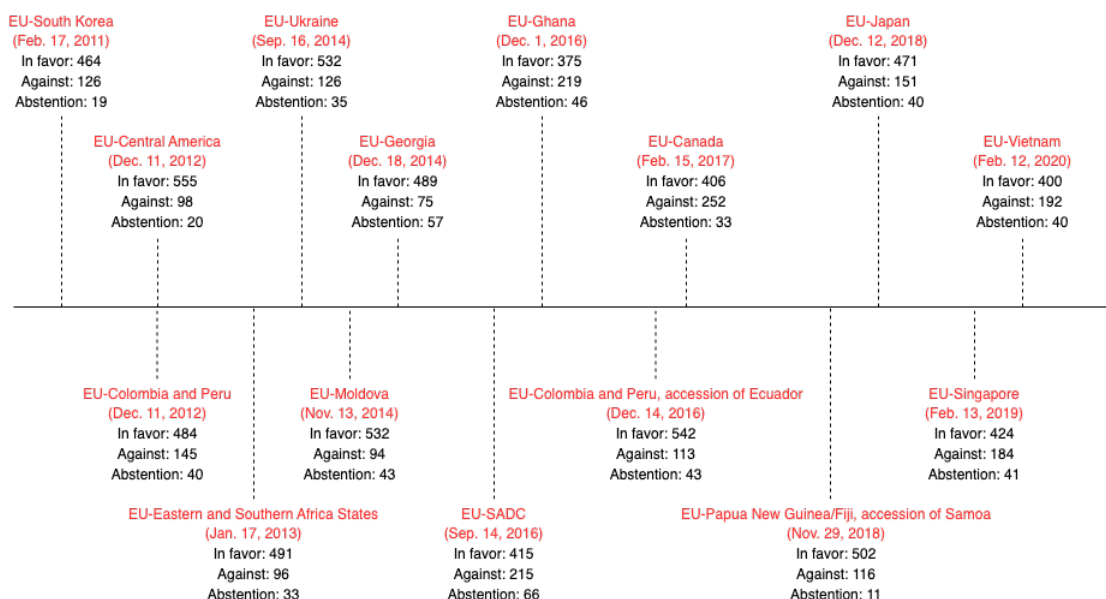 EU-South Korea
(Feb. 17, 2011)
In favor: 464
Against: 126
Abstention: 19
EU-Ukraine
(Sep. 16, 2014)
In favor: 532
Against: 126
Abstention: 35
EU-Ghana
(Dec. 1, 2016)
In favor: 375
Against: 219
Abstention: 46
EU-Japan
(Dec. 12, 2018)
In favor: 471
Against: 151
Abstention: 40
EU-Central America
(Dec. 11, 2012)
In favor: 555
Against: 98
Abstention: 20
EU-Georgia
(Dec. 18, 2014)
In favor: 489
Against: 75
Abstention: 57
EU-Canada
(Feb. 15, 2017)
In favor: 406
Against: 252
Abstention: 33
EU-Vietnam
(Feb. 12, 2020)
In favor: 400
Against: 192
Abstention: 40
EU-Colombia and Peru
(Dec. 11, 2012)
In favor: 484
Against: 145
Abstention: 40
EU-Moldova
(Nov. 13, 2014)
In favor: 532
Against: 94
Abstention: 43
EU-Colombia and Peru, accession of Ecuador
(Dec. 14, 2016)
In favor: 542
Against: 113
Abstention: 43
EU-Singapore
(Feb. 13, 2019)
In favor: 424
Against: 184
Abstention: 41
EU-Eastern and Southern Africa States
(Jan. 17, 2013)
In favor: 491
Against: 96
Abstention: 33
EU-SADC
(Sep. 14, 2016)
In favor: 415
Against: 215
Abstention: 66
EU-Papua New Guinea/Fiji, accession of Samoa
(Nov. 29, 2018)
In favor: 502
Against: 116
Abstention: 11